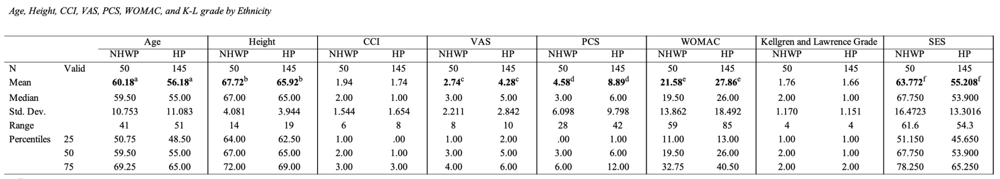 Age, Height, CCI, VAS, PCS, WOMAC, and K-L grade by Ethnicity
Age Height CCI VAS PCS WOMAC Kellgren and Lawrence Grade SES
NHWP HP NHWP HP NHWP HP NHWP HP NHWP HP NHWP HP NHWP HP NHWP HP
N Valid 50 145 50 145 50 145 50 145 50 145 50 145 50 145 50 145
Mean 60.18a 56.18a 67.72b 65.92b 1.94 1.74 2.74c 4.28c 4.58d 8.89d 21.58e 27.86e 1.76 1.66 63.772f 55.208f
Median 59.50 55.00 67.00 65.00 2.00 1.00 3.00 5.00 3.00 6.00 19.50 26.00 2.00 1.00 67.750 53.900
Std. Dev. 10.753 11.083 4.081 3.944 1.544 1.654 2.211 2.842 6.098 9.798 13.862 18.492 1.170 1.151 16.4723 13.3016
Range 41 51 14 19 6 8 8 10 28 42 59 85 4 4 61.6 54.3
Percentiles 25 50.75 48.50 64.00 62.50 1.00 .00 1.00 2.00 .00 1.00 11.00 13.00 1.00 1.00 51.150 45.650
50 59.50 55.00 67.00 65.00 2.00 1.00 3.00 5.00 3.00 6.00 19.50 26.00 2.00 1.00 67.750 53.900
75 69.25 65.00 72.00 69.00 3.00 3.00 4.00 6.00 6.00 12.00 32.75 40.50 2.00 2.00 78.250 65.250